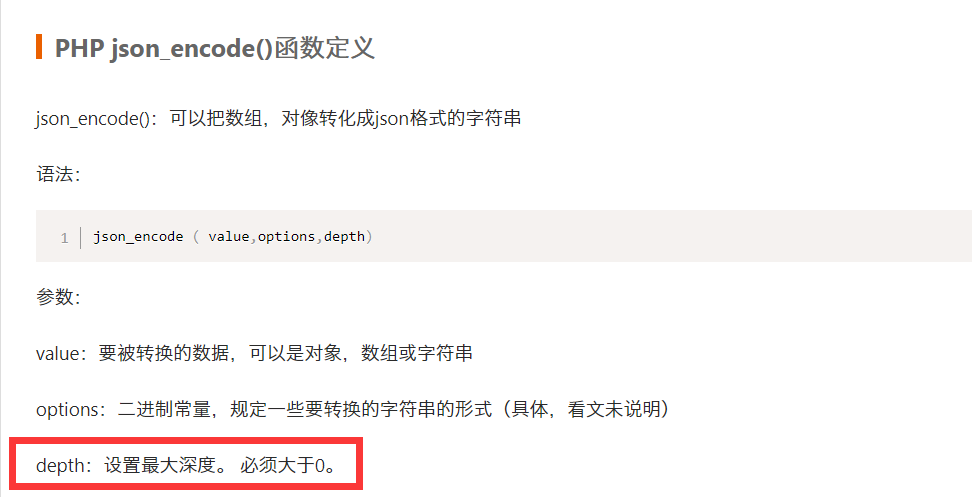 PHP json_encode()函数定义
json_encode()：可以把数组，对像转化成json格式的字符串
语法：
1 json_encode ( value,options,depth)
参数：
value：要被转换的数据，可以是对象，数组或字符串
options：二进制常量，规定一些要转换的字符串的形式（具体，看文未说明）
depth：设置最大深度。 必须大于0。